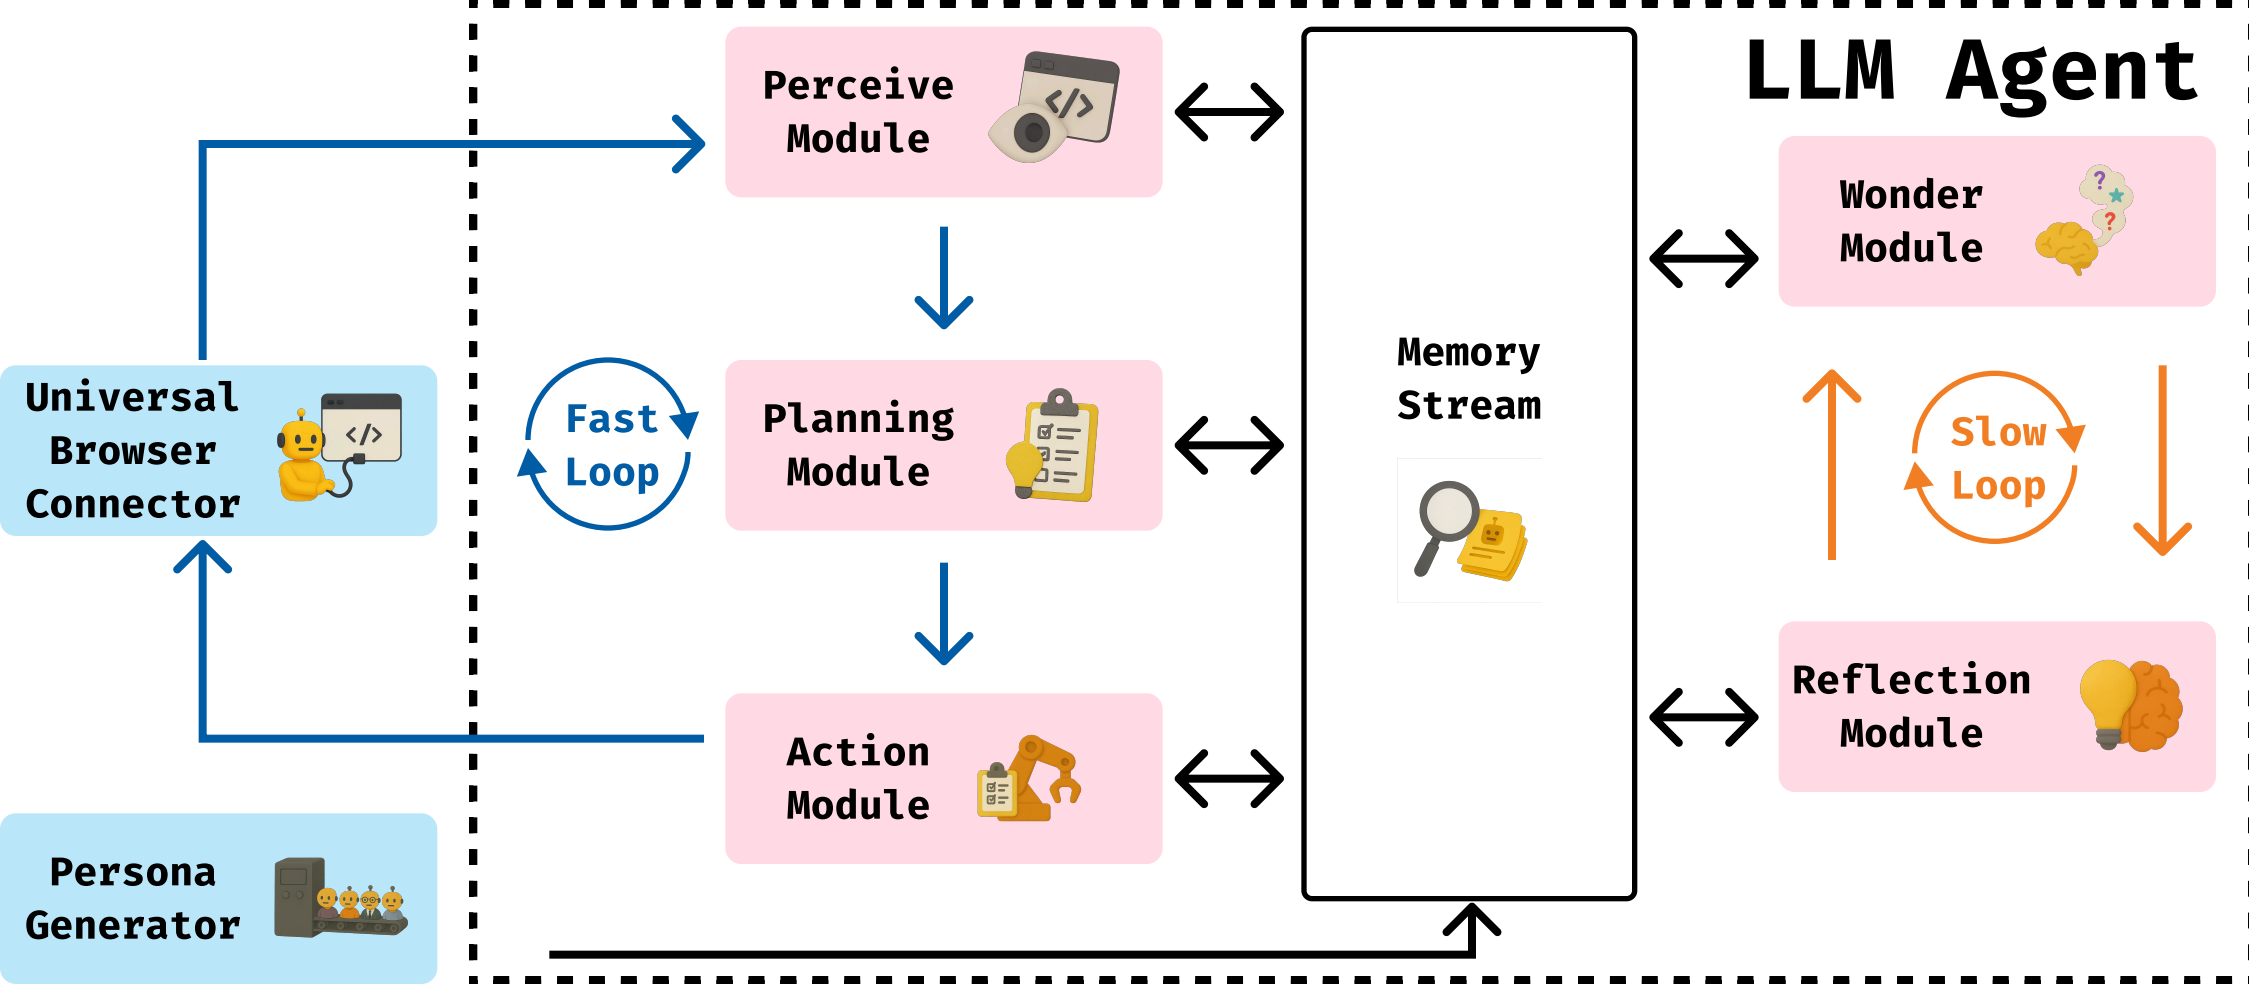 LLM Agent
Perceive
Module
Wonder
Module
Universal
Browser
Connector
</>
</>
Fast
Loop
Planning
Module
Memory
Stream
Slow
Loop
Action
Module
Reflection
Module
Persona
Generator